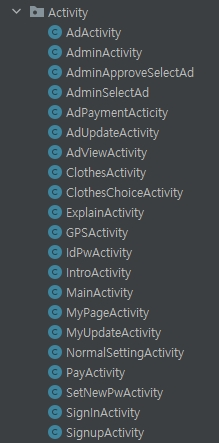 Activity
AdActivity
AdminActivity
AdminApproveSelectAd
AdminSelectAd
AdPaymentActicity
AdUpdateActivity
AdViewActivity
ClothesActivity
ClothesChoiceActivity
ExplainActivity
GPSActivity
IdPwActivity
IntroActivity
MainActivity
MyPageActivity
MyUpdateActivity
NormalSettingActivity
PayActivity
SetNewPwActivity
SignInActivity
SignupActivity